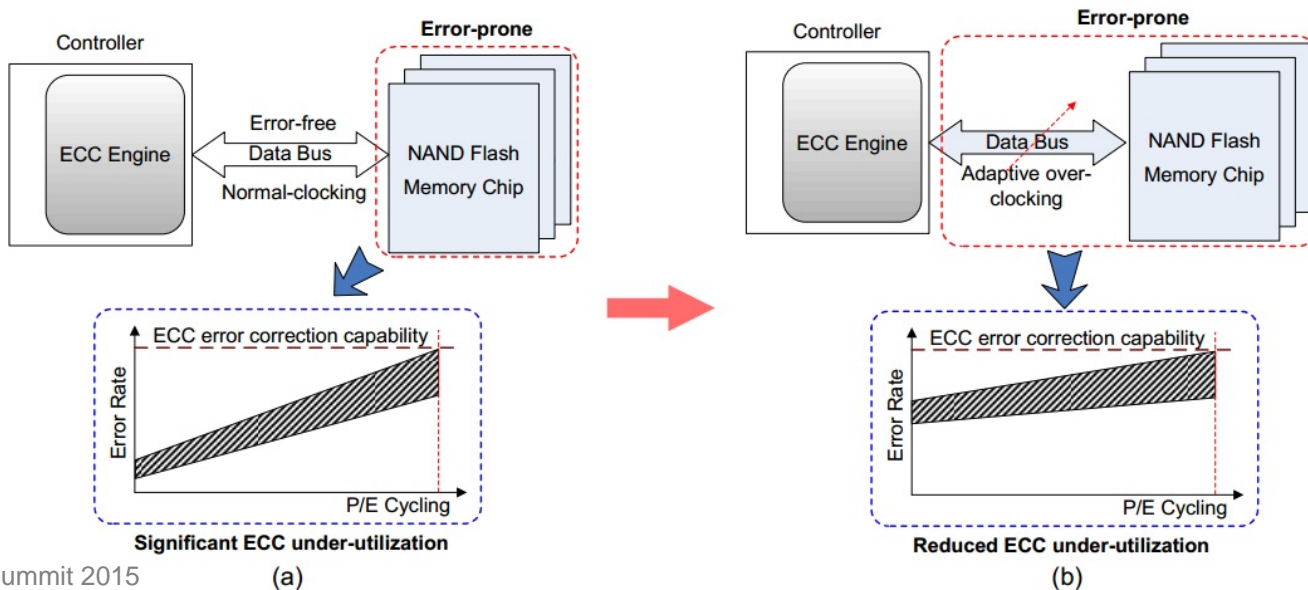 Controller
Error-prone
ECC Engine
Error-free
Data Bus
Normal-clocking
NAND Flash
Memory Chip
ECC error correction capability
Error Rate
P/E Cycling
Significant ECC under-utilization
(a)
Error-prone
Controller
ECC Engine
Data Bus
Adaptive over-
clocking
NAND Flash
Memory Chip
ECC error correction capability
Error Rate
P/E Cycling
Reduced ECC under-utilization
(b)
ummit 2015